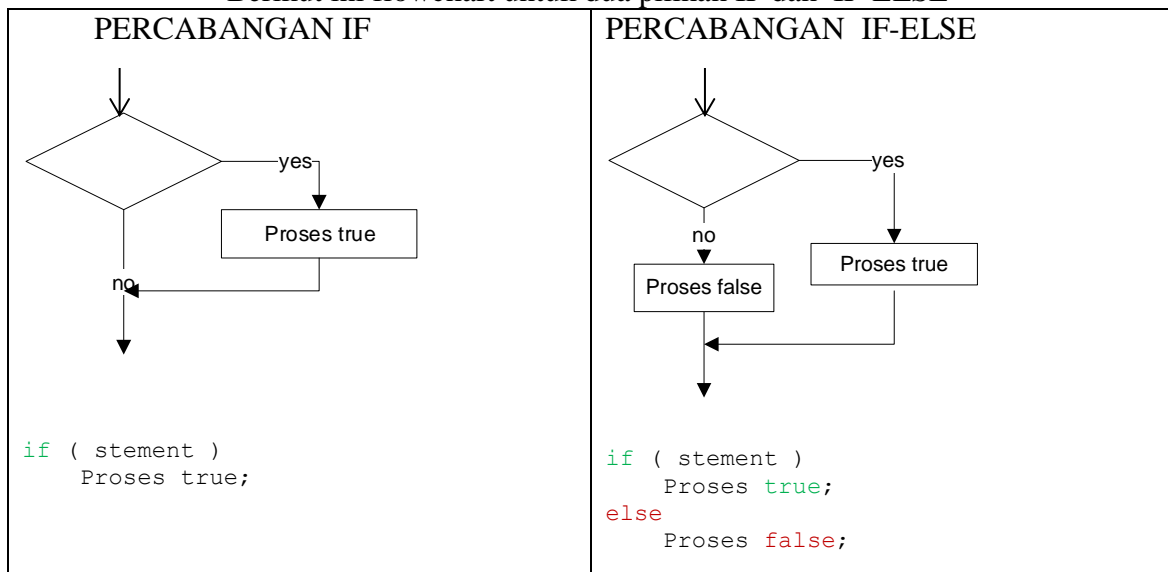 PERCABANGAN IF
yes
Proses true
no
if ( stement )
Proses true;
PERCABANGAN IF-ELSE
yes
no
Proses true
Proses false
if ( stement )
Proses true;
else
Proses false;